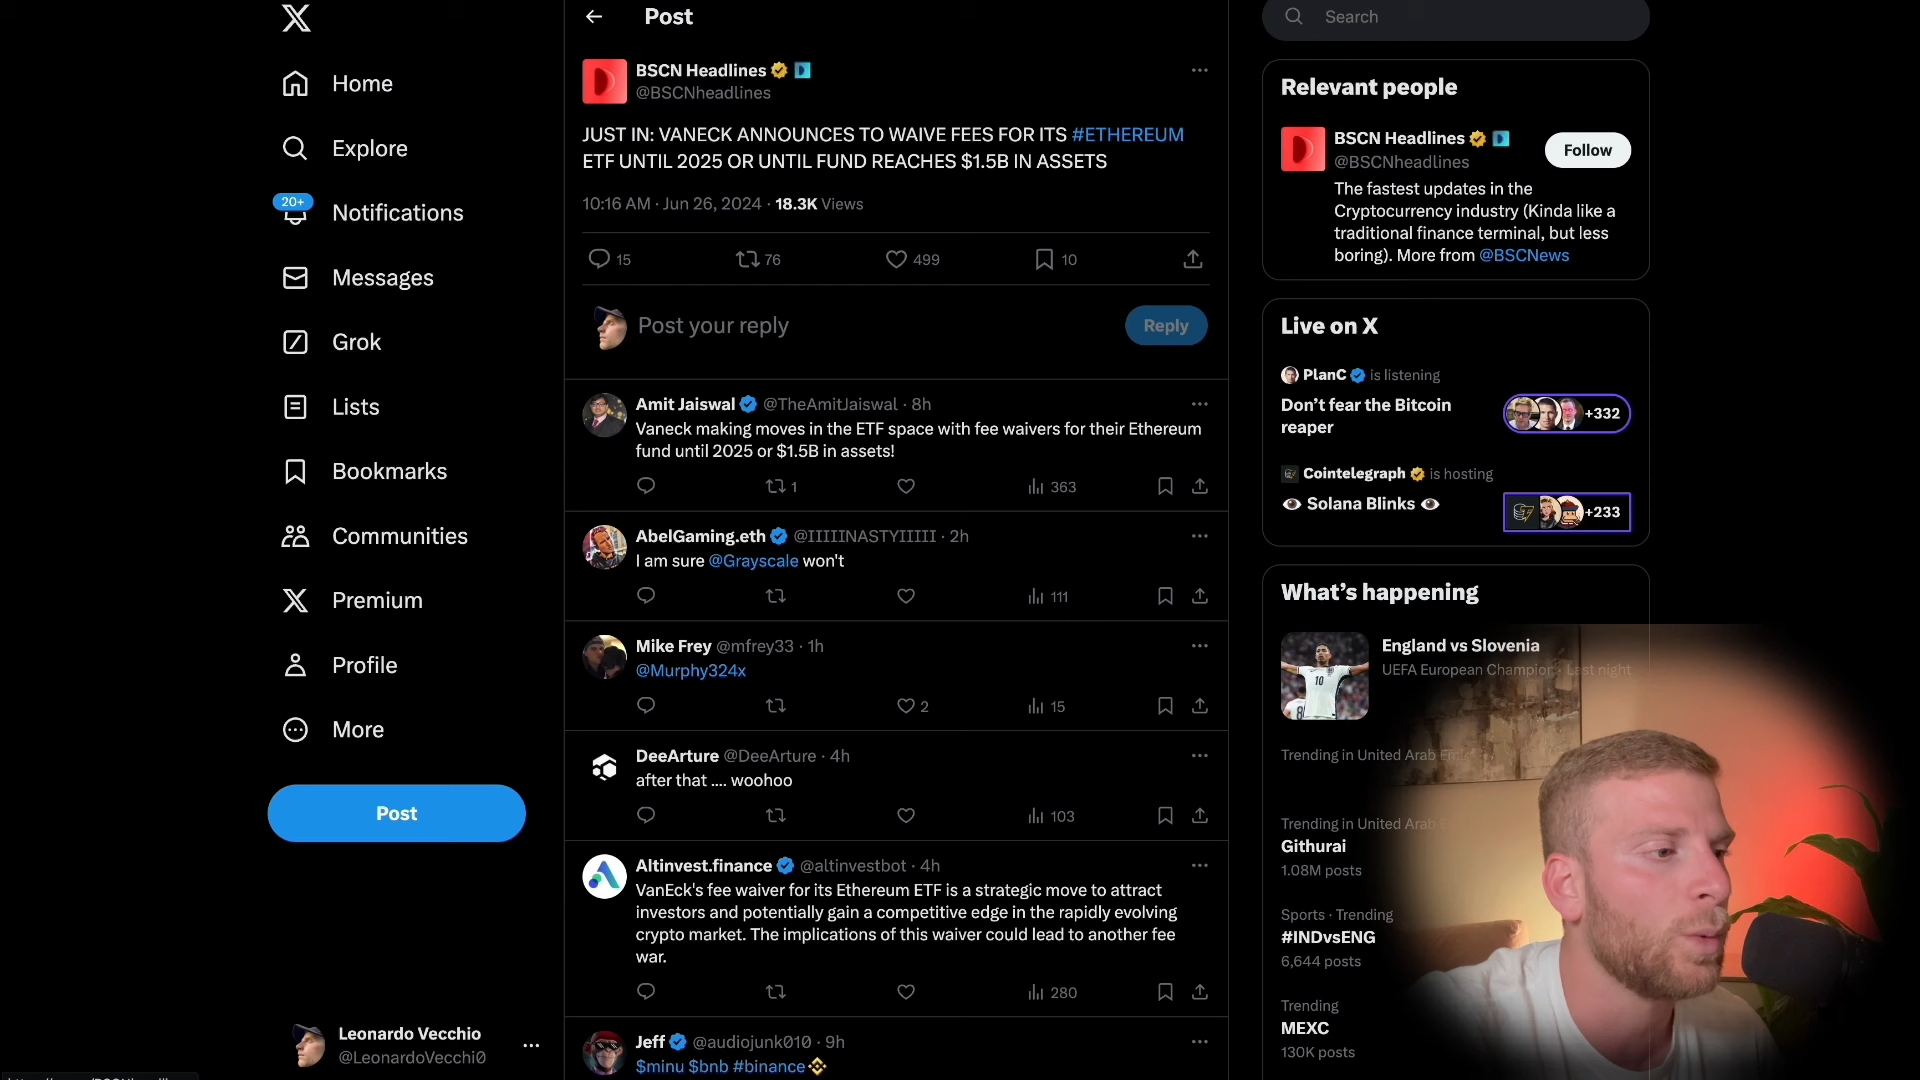 Home
Explore
20+
Notifications
Messages
Grok
Lists
Bookmarks
Communities
Premium
Profile
More
Post
Leonardo Vecchio
@LeonardoVecchi0
Post
BSCN Headlines
@BSCNheadlines
JUST IN: VANECK ANNOUNCES TO WAIVE FEES FOR ITS #ETHEREUM
ETF UNTIL 2025 OR UNTIL FUND REACHES $1.5B IN ASSETS
10:16 AM · Jun 26, 2024 · 18.3K Views
15 76 499 10
Post your reply
Reply
Amit Jaiswal @TheAmitJaiswal · 8h
Vaneck making moves in the ETF space with fee waivers for their Ethereum
fund until 2025 or $1.5B in assets!
1 363
AbelGaming.eth @IIIIINASTYIIIII · 2h
I am sure @Grayscale won't
111
Mike Frey @mfrey33 · 1h
@Murphy324x
2 15
DeeArture @DeeArture · 4h
after that .... woohoo
103
Altinvest.finance @altinvestbot · 4h
VanEck's fee waiver for its Ethereum ETF is a strategic move to attract
investors and potentially gain a competitive edge in the rapidly evolving
crypto market. The implications of this waiver could lead to another fee
war.
280
Jeff @audiojunk010 · 9h
$minu $bnb #binance
Search
Relevant people
BSCN Headlines
@BSCNheadlines
Follow
The fastest updates in the
Cryptocurrency industry (Kinda like a
traditional finance terminal, but less
boring). More from @BSCNews
Live on X
PlanC is listening
Don't fear the Bitcoin
reaper
+332
Cointelegraph is hosting
Solana Blinks
+233
What's happening
England vs Slovenia
UEFA European Champion · Last night
Trending in United Arab
Trending in United Arab
Githurai
1.08M posts
Sports · Trending
#INDvsENG
6,644 posts
Trending
MEXC
130K posts